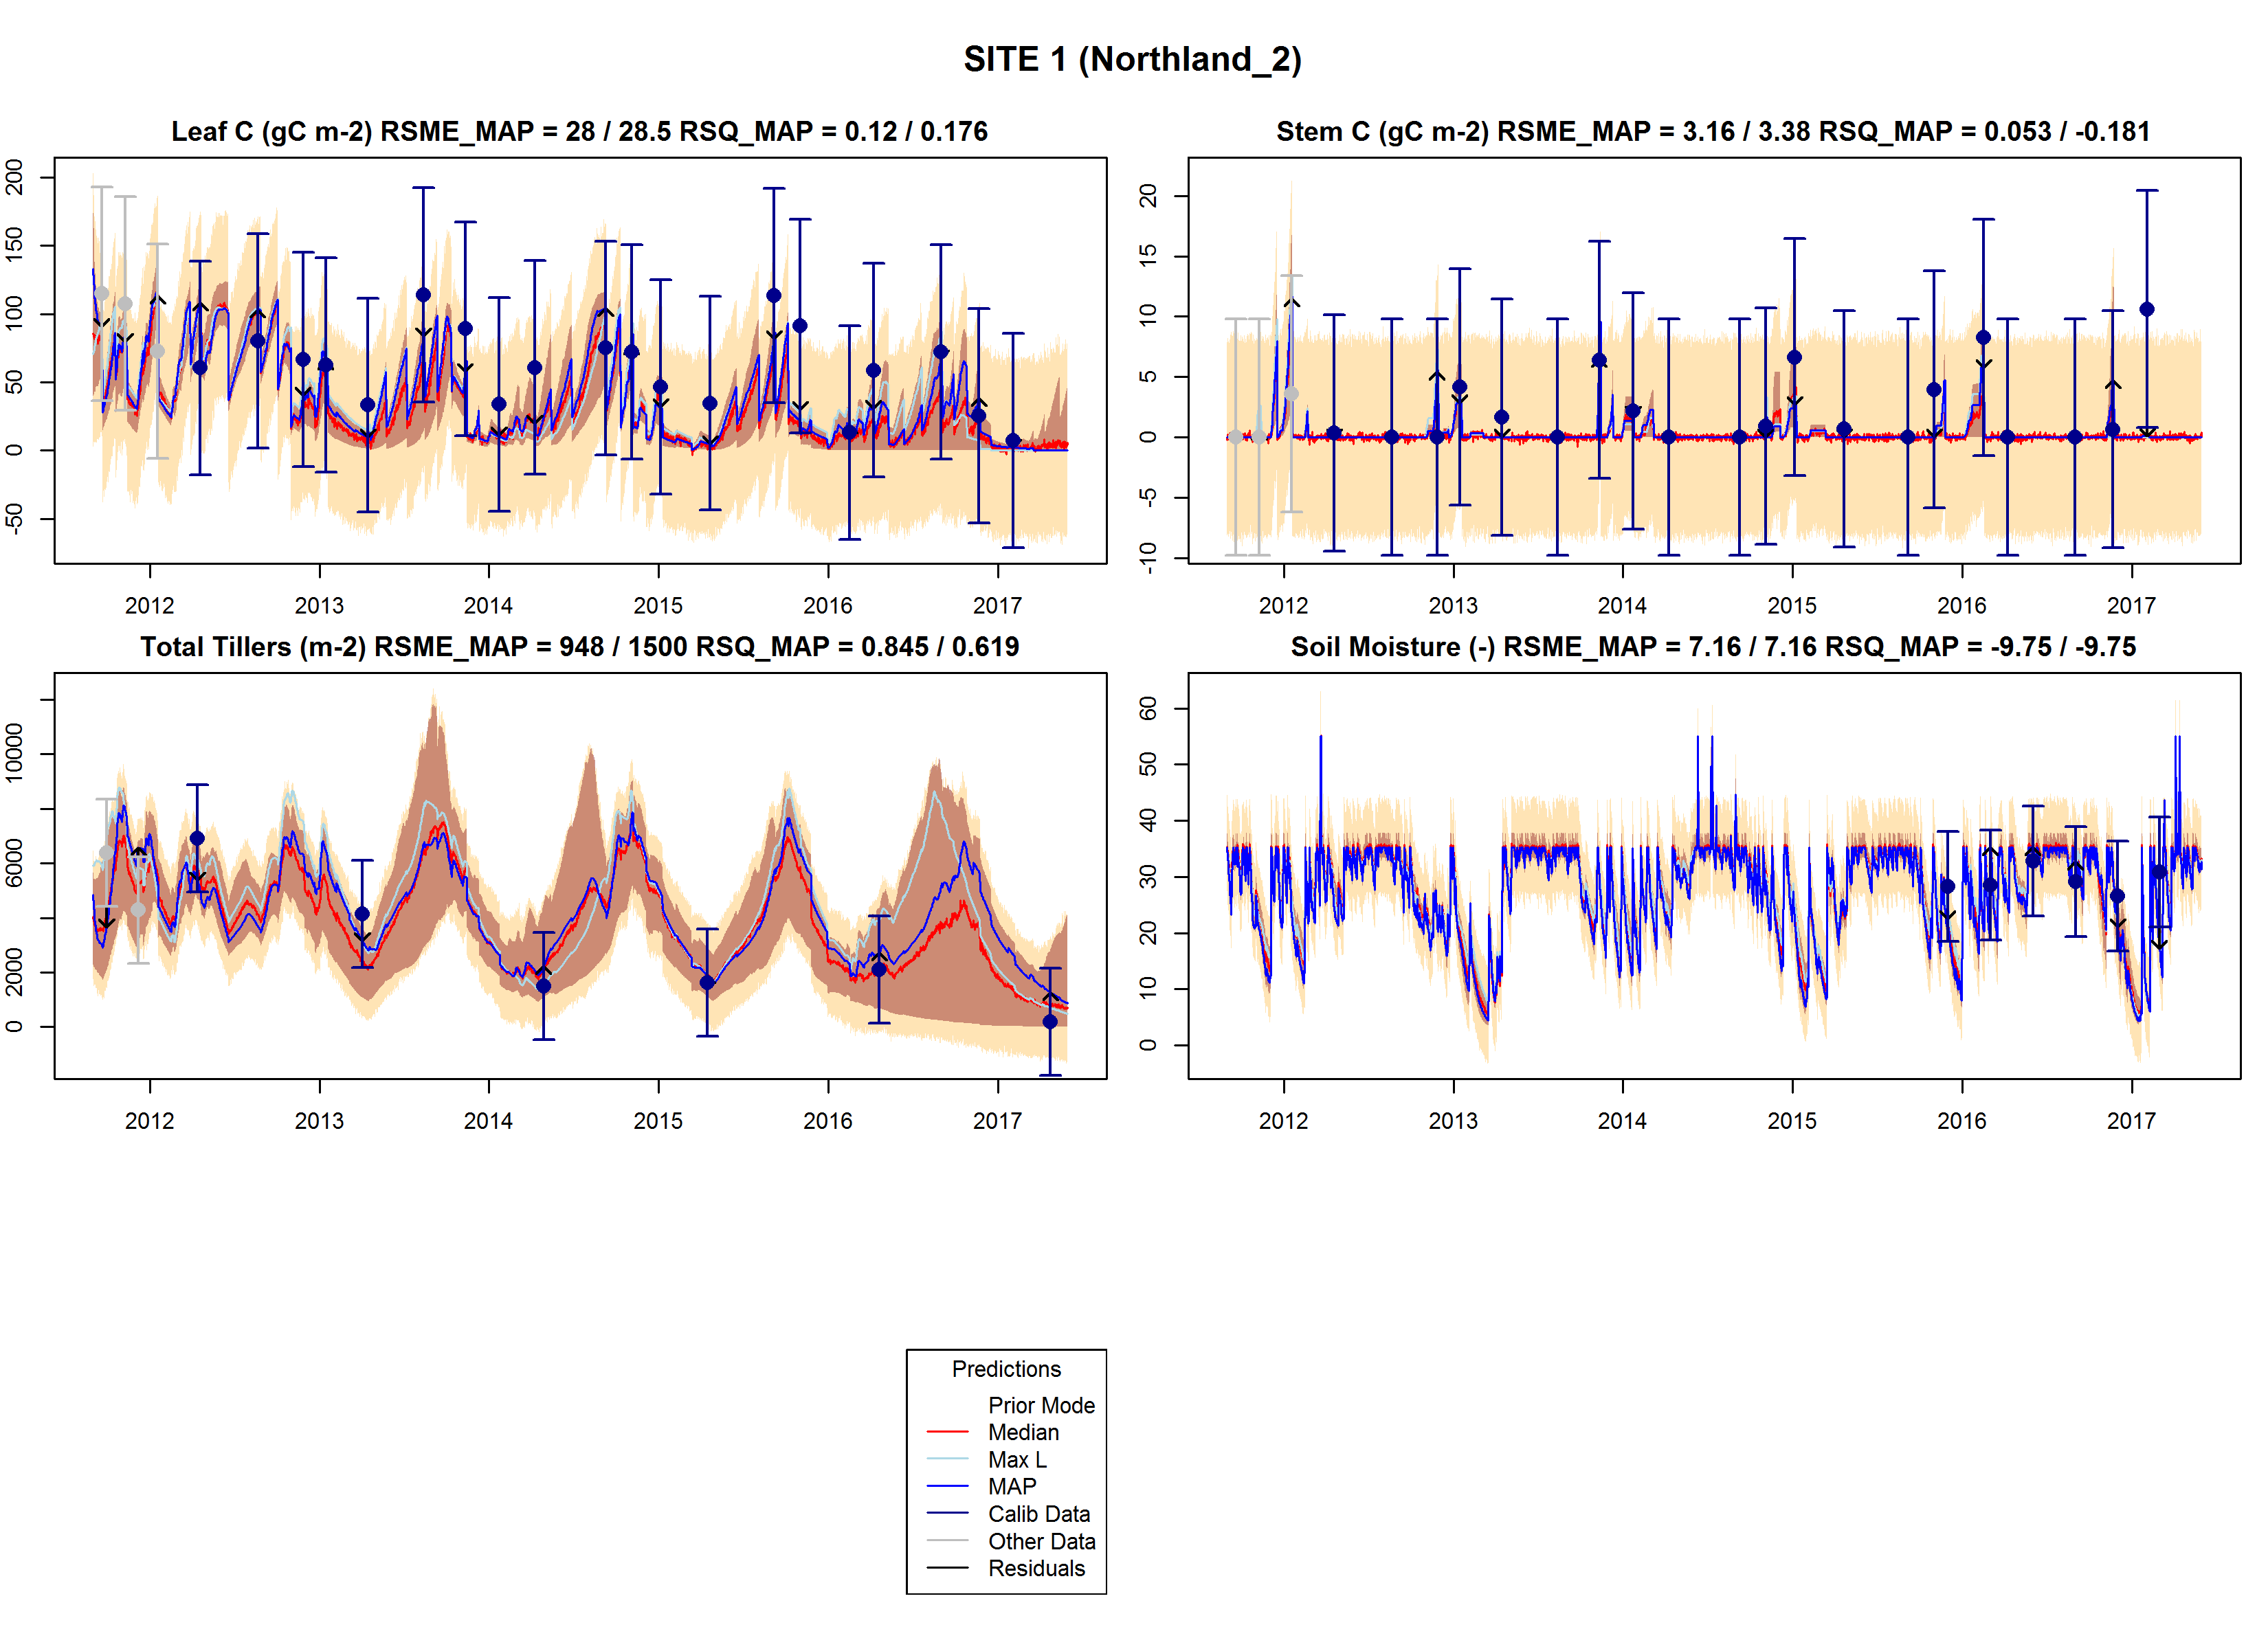 SITE 1 (Northland_2)
Leaf C (gC m-2) RSME_MAP = 28 / 28.5 RSQ_MAP = 0.12 / 0.176
200
150
100
50
0
-50
2012 2013 2014 2015 2016 2017
Stem C (gC m-2) RSME_MAP = 3.16 / 3.38 RSQ_MAP = 0.053 / -0.181
20
15
10
5
0
-5
-10
2012 2013 2014 2015 2016 2017
Total Tillers (m-2) RSME_MAP = 948 / 1500 RSQ_MAP = 0.845 / 0.619
10000
6000
2000
0
2012 2013 2014 2015 2016 2017
Soil Moisture (-) RSME_MAP = 7.16 / 7.16 RSQ_MAP = -9.75 / -9.75
60
50
40
30
20
10
0
2012 2013 2014 2015 2016 2017
Predictions
Prior Mode
Median
Max L
MAP
Calib Data
Other Data
Residuals